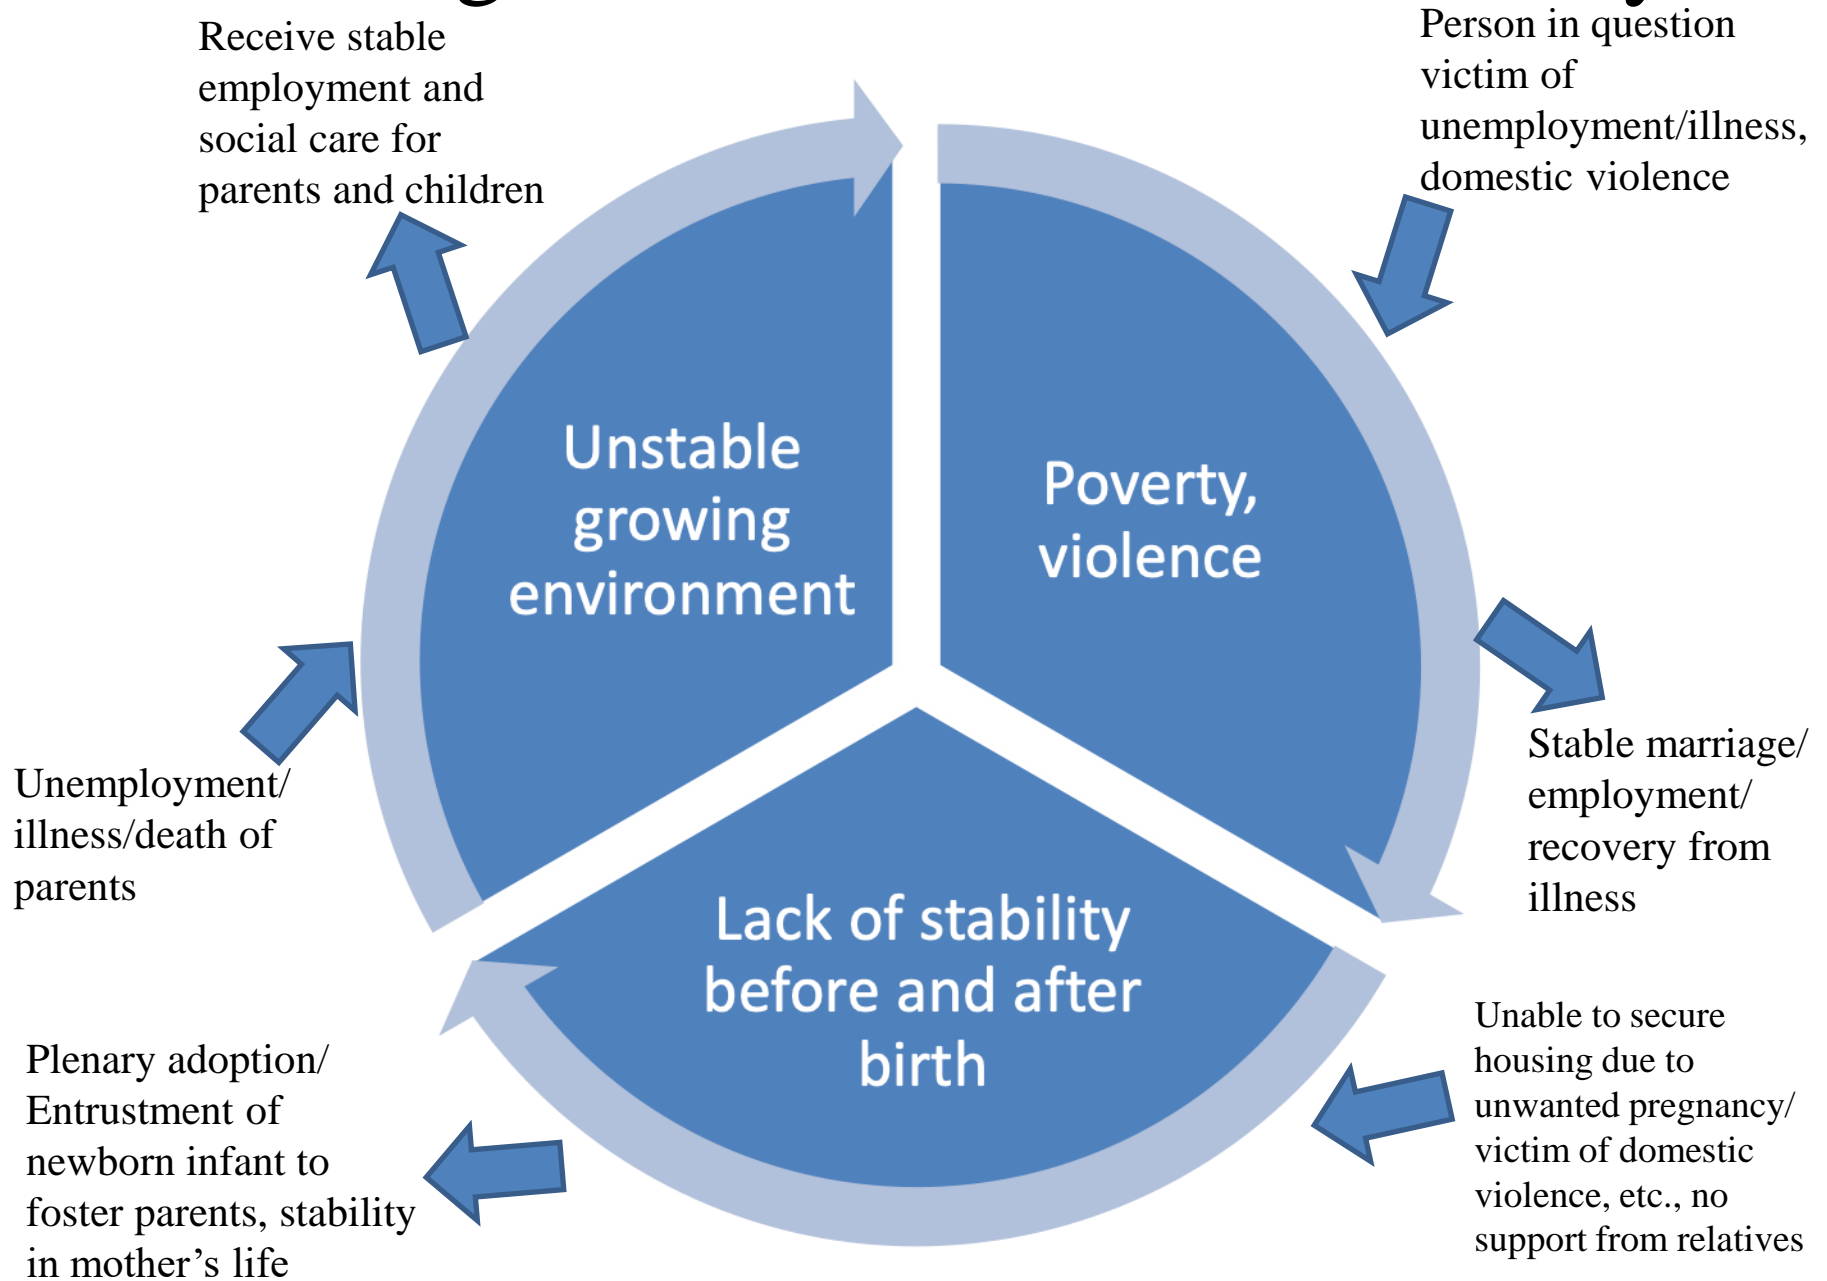 Receive stable
employment and
social care for
parents and children
Person in question
victim of
unemployment/illness,
domestic violence
Unstable
growing
environment
Poverty,
violence
Unemployment/
illness/death of
parents
Stable marriage/
employment/
recovery from
illness
Lack of stability
before and after
birth
Plenary adoption/
Entrustment of
newborn infant to
foster parents, stability
in mother’s life
Unable to secure
housing due to
unwanted pregnancy/
victim of domestic
violence, etc., no
support from relatives